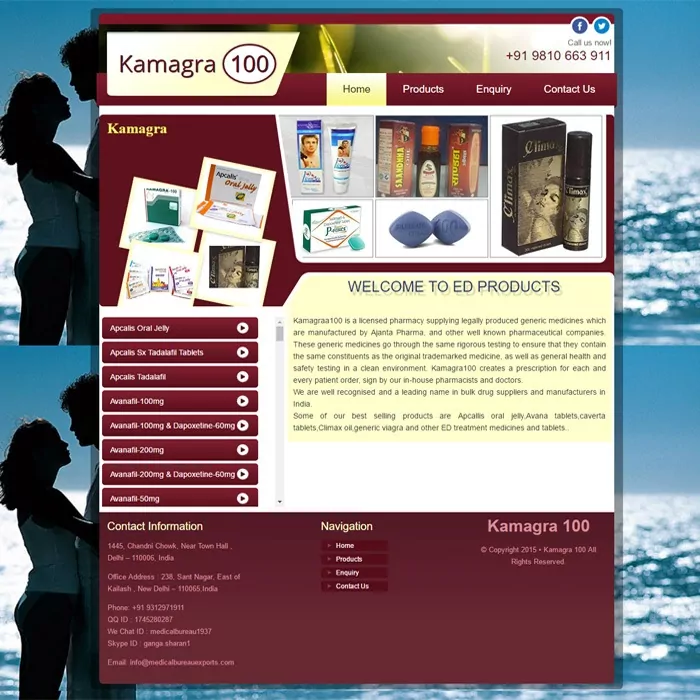 Call us now!
+91 9810 663 911
Kamagra 100
Home
Products
Enquiry
Contact Us
Kamagra
KAMAGRA-100
Apcalis
Oral Jelly
SAANDHHA
Climax
Climax
WELCOME TO ED PRODUCTS
Kamagraa100 is a licensed pharmacy supplying legally produced generic medicines which
are manufactured by Ajanta Pharma, and other well known pharmaceutical companies.
These generic medicines go through the same rigorous testing to ensure that they contain
the same constituents as the original trademarked medicine, as well as general health and
safety testing in a clean environment. Kamagra100 creates a prescription for each and
every patient order, sign by our in-house pharmacists and doctors.
We are well recognised and a leading name in bulk drug suppliers and manufacturers in
India.
Some of our best selling products are Apcallis oral jelly,Avana tablets,caverta
tablets,Climax oil,generic viagra and other ED treatment medicines and tablets..
Apcalis Oral Jelly
Apcalis Sx Tadalafil Tablets
Apcalis Tadalafil
Avanafil-100mg
Avanafil-100mg & Dapoxetine-60mg
Avanafil-200mg
Avanafil-200mg & Dapoxetine-60mg
Avanafil-50mg
Contact Information
1445, Chandni Chowk, Near Town Hall ,
Delhi – 110006, India
Office Address : 238, Sant Nagar, East of
Kailash , New Delhi – 110065,India
Phone: +91 9312971911
QQ ID : 1745280287
We Chat ID : medicalbureau1937
Skype ID : ganga.sharan1
Email: info@medicalbureauexports.com
Navigation
Home
Products
Enquiry
Contact Us
Kamagra 100
© Copyright 2015 • Kamagra 100 All
Rights Reserved.